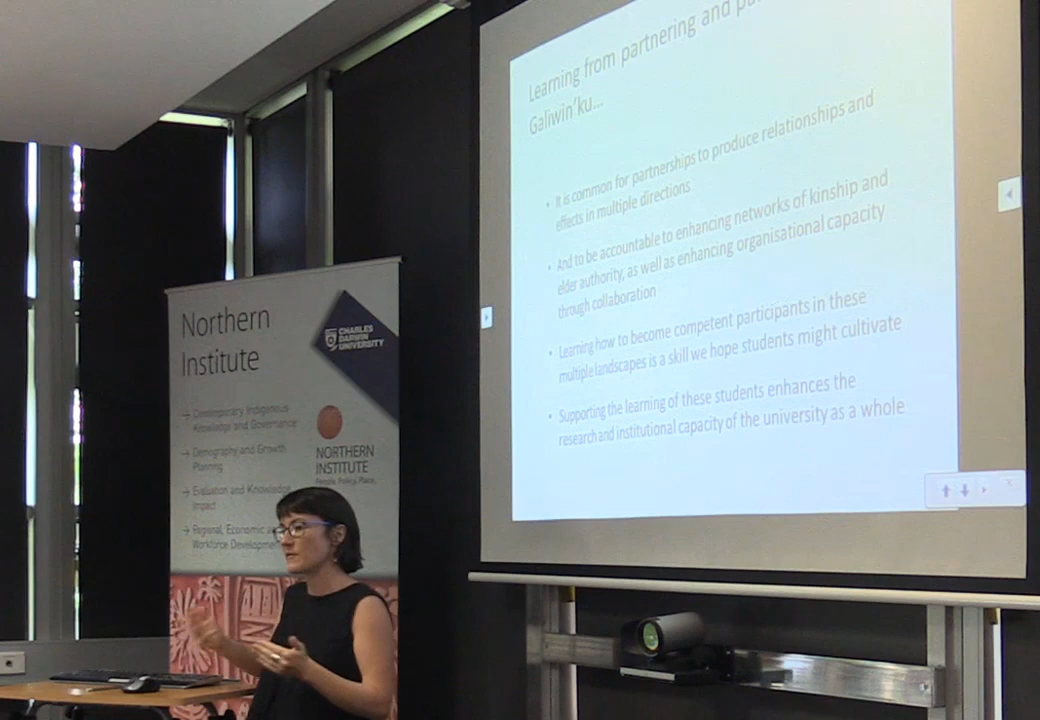 Learning from partnering and
Galiwin'ku...
• It is common for partnerships to produce relationships and
effects in multiple directions
• And to be accountable to enhancing networks of kinship and
elder authority, as well as enhancing organisational capacity
through collaboration
• Learning how to become competent participants in these
multiple landscapes is a skill we hope students might cultivate
• Supporting the learning of these students enhances the
research and institutional capacity of the university as a whole
Northern
Institute
CHARLES
DARWIN
UNIVERSITY
→ Contemporary Indigenous
Knowledge and Governance
→ Demography and Growth
Planning
→ Evaluation and Knowledge
Impact
→ Regional, Economic
Workforce Development
NORTHERN
INSTITUTE
People. Policy. Place.